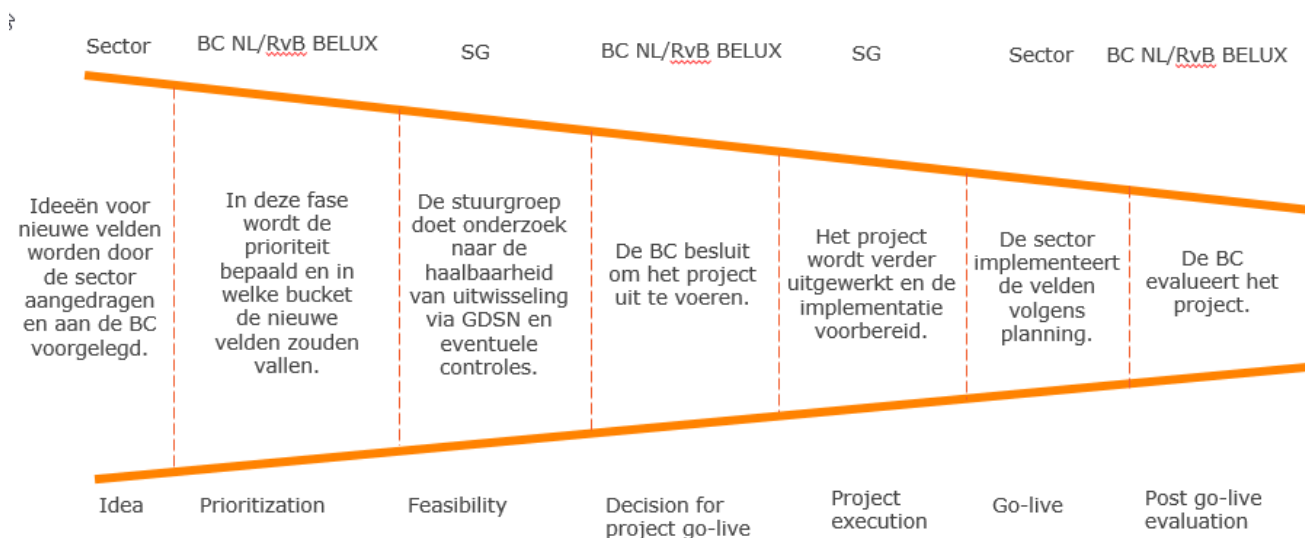 Sector
BC NL/RvB BELUX
SG
BC NL/RvB BELUX
SG
Sector
BC NL/RvB BELUX
Ideeën voor
nieuwe velden
worden door
de sector
aangedragen
en aan de BC
voorgelegd.
In deze fase
wordt de
prioriteit
bepaald en in
welke bucket
de nieuwe
velden zouden
vallen.
De stuurgroep
doet onderzoek
naar de
haalbaarheid
van uitwisseling
via GDSN en
eventuele
controles.
De BC besluit
om het project
uit te voeren.
Het project
wordt verder
uitgewerkt en de
implementatie
voorbereid.
De sector
implementeert
de velden
volgens
planning.
De BC
evalueert het
project.
Idea
Prioritization
Feasibility
Decision for
project go-live
Project
execution
Go-live
Post go-live
evaluation